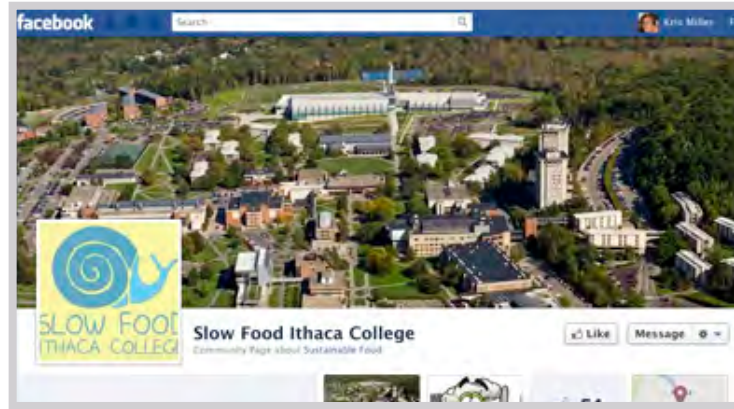 facebook
Search
Kris Miller
SLOW FOOD
ITHACA COLLEGE
Slow Food Ithaca College
Community Page about Sustainable Food
Like
Message